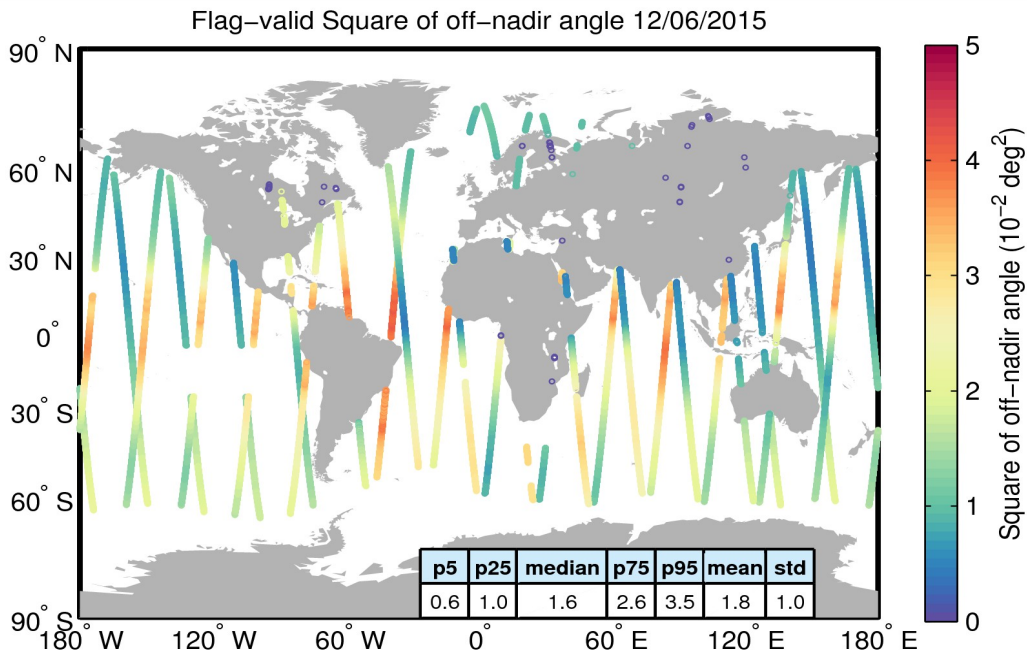 Flag−valid Square of off−nadir angle 12/06/2015
90° N
60° N
30° N
0°
30° S
60° S
90° S
180° W
120° W
60° W
0°
60° E
120° E
180° E
p5 p25 median p75 p95 mean std
0.6 1.0 1.6 2.6 3.5 1.8 1.0
5
4
3
2
1
0
Square of off−nadir angle (10⁻² deg²)